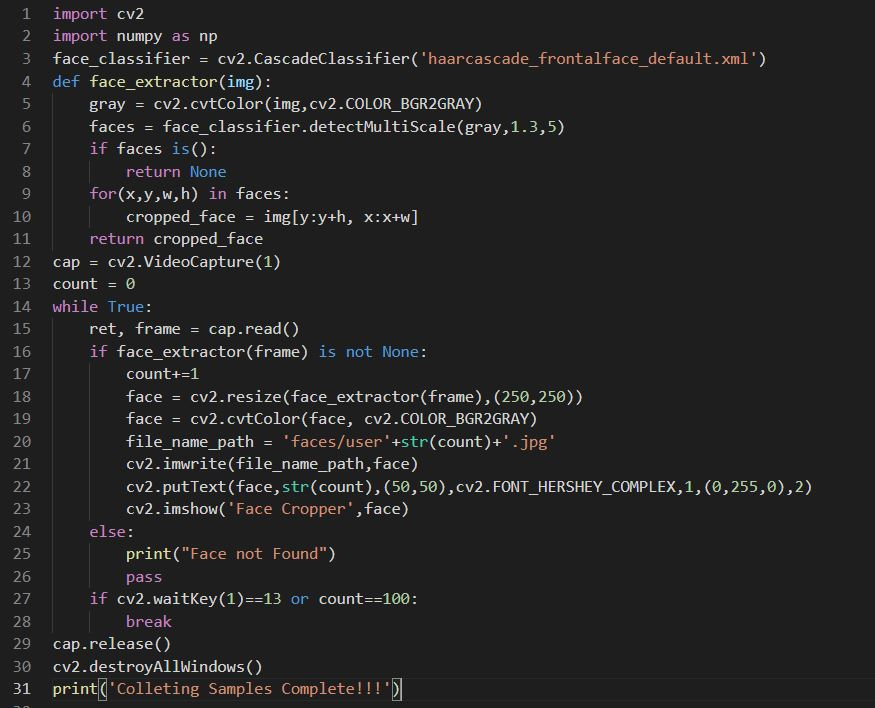 1 import cv2
2 import numpy as np
3 face_classifier = cv2.CascadeClassifier('haarcascade_frontalface_default.xml')
4 def face_extractor(img):
5     gray = cv2.cvtColor(img,cv2.COLOR_BGR2GRAY)
6     faces = face_classifier.detectMultiScale(gray,1.3,5)
7     if faces is():
8         return None
9     for(x,y,w,h) in faces:
10         cropped_face = img[y:y+h, x:x+w]
11     return cropped_face
12 cap = cv2.VideoCapture(1)
13 count = 0
14 while True:
15     ret, frame = cap.read()
16     if face_extractor(frame) is not None:
17         count+=1
18         face = cv2.resize(face_extractor(frame),(250,250))
19         face = cv2.cvtColor(face, cv2.COLOR_BGR2GRAY)
20         file_name_path = 'faces/user'+str(count)+'.jpg'
21         cv2.imwrite(file_name_path,face)
22         cv2.putText(face,str(count),(50,50),cv2.FONT_HERSHEY_COMPLEX,1,(0,255,0),2)
23         cv2.imshow('Face Cropper',face)
24     else:
25         print("Face not Found")
26         pass
27     if cv2.waitKey(1)==13 or count==100:
28         break
29 cap.release()
30 cv2.destroyAllWindows()
31 print('Colleting Samples Complete!!!')